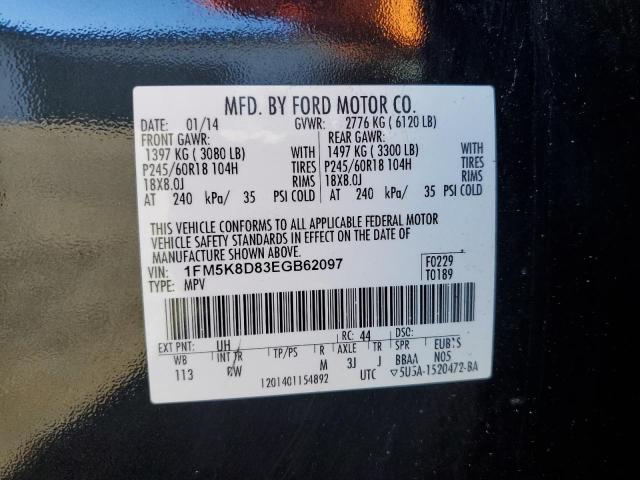 MFD. BY FORD MOTOR CO.
DATE: 01/14 GVWR: 2776 KG ( 6120 LB)
FRONT GAWR: REAR GAWR:
1397 KG ( 3080 LB) WITH 1497 KG ( 3300 LB) WITH
P245/60R18 104H TIRES P245/60R18 104H TIRES
18X8.0J RIMS 18X8.0J RIMS
AT 240 kPa/ 35 PSI COLD AT 240 kPa/ 35 PSI COLD
THIS VEHICLE CONFORMS TO ALL APPLICABLE FEDERAL MOTOR
VEHICLE SAFETY STANDARDS IN EFFECT ON THE DATE OF
MANUFACTURE SHOWN ABOVE.
VIN: 1FM5K8D83EGB62097 F0229
TYPE: MPV T0189
EXT PNT: UH RC: 44 DSO:
WB INT TR TP/PS R AXLE TR SPR
113 M 3J J BBAA N05
1201401154892 UTC ▽5U5A-1520472-BA